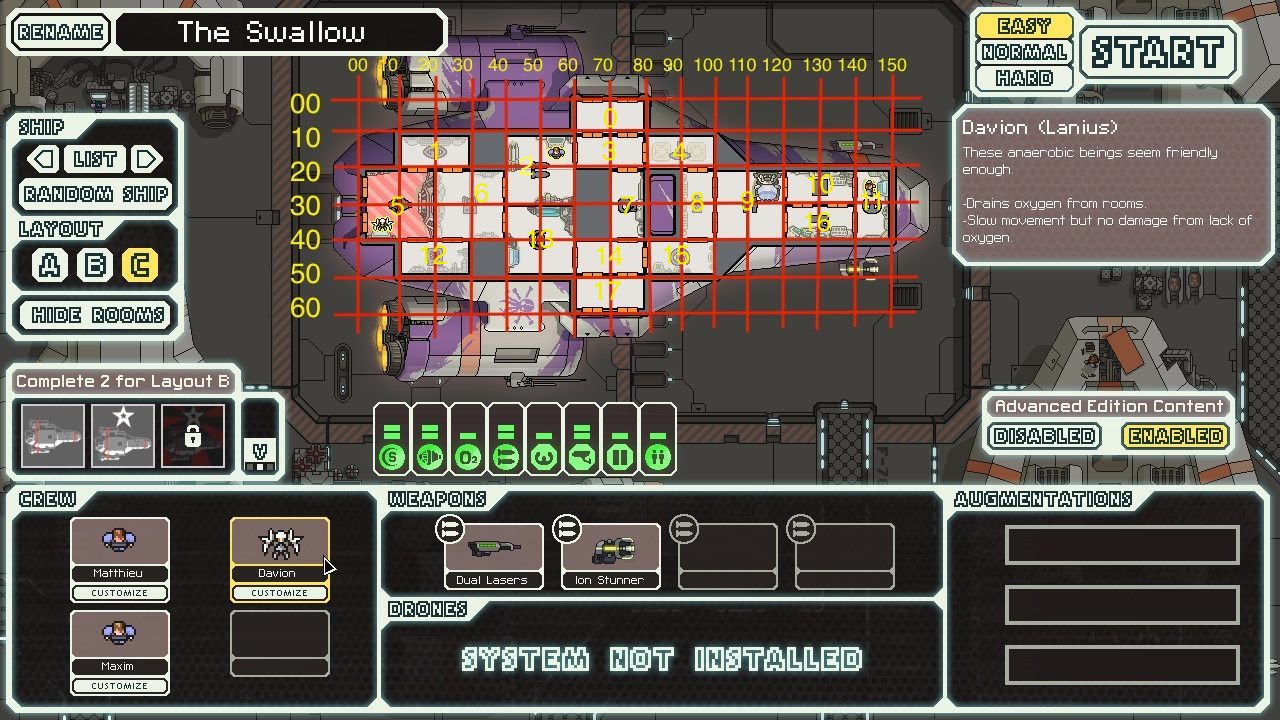 RENAME
The Swallow
EASY
NORMAL
HARD
START
00 10 20 30 40 50 60 70 80 90 100 110 120 130 140 150
00
10
20
30
40
50
60
0
1
2
3
4
5
6
7
8
9
10
11
12
13
14
15
16
17
SHIP
LIST
RANDOM SHIP
LAYOUT
A B C
HIDE ROOMS
Davion (Lanius)
These anaerobic beings seem friendly
enough.
-Drains oxygen from rooms.
-Slow movement but no damage from lack of
oxygen.
Complete 2 for Layout B
S
O2
Advanced Edition Content
DISABLED
ENABLED
F-76
CREW
Matthieu
CUSTOMIZE
Davion
CUSTOMIZE
Maxim
CUSTOMIZE
WEAPONS
Dual Lasers
Ion Stunner
DRONES
SYSTEM NOT INSTALLED
AUGMENTATIONS